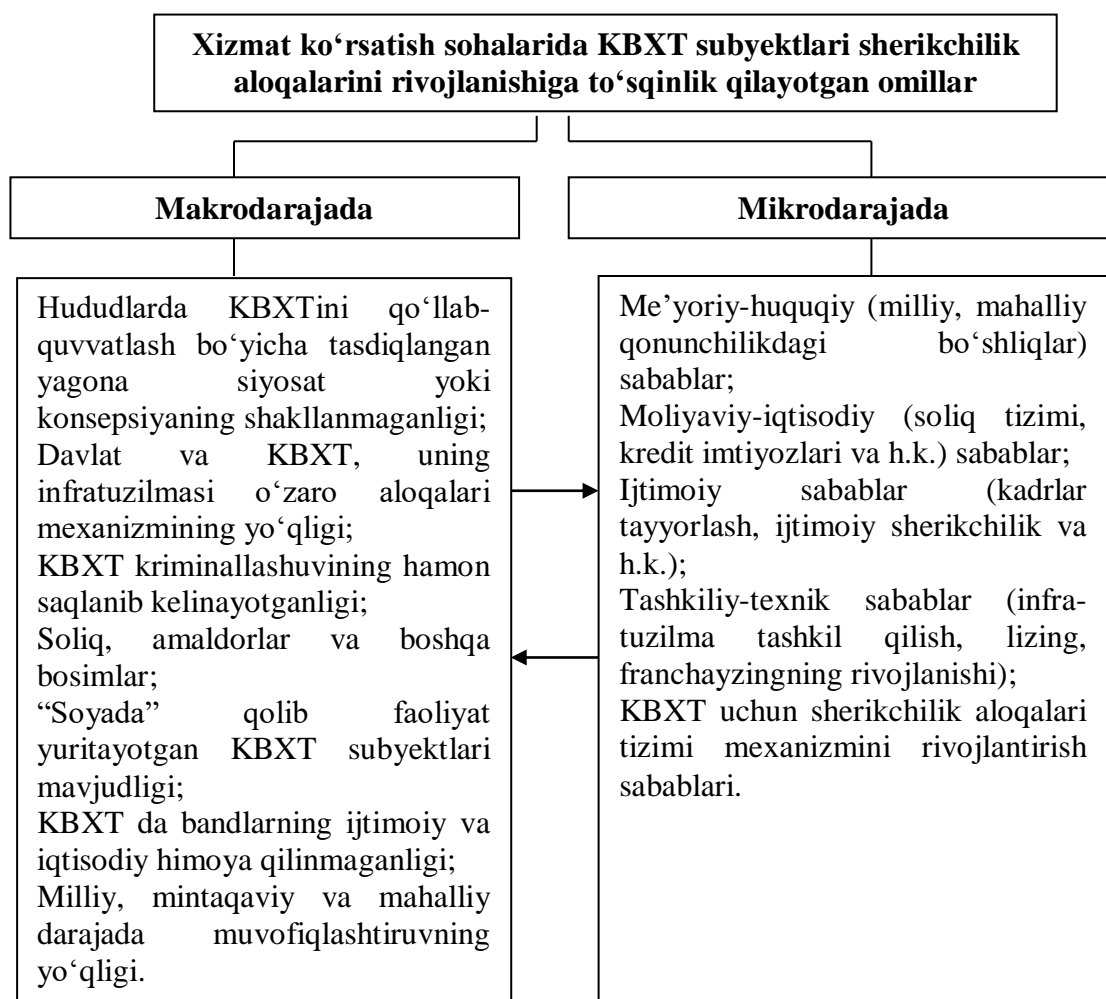 Xizmat ko‘rsatish sohalarida KBXT subyektlari sherikchilik
aloqalarini rivojlanishiga to‘sqinlik qilayotgan omillar
Makrodarajada
Hududlarda KBXTini qo‘llab-
quvvatlash bo‘yicha tasdiqlangan
yagona siyosat yoki
konsepsiyaning shakllanmaganligi;
Davlat va KBXT, uning
infratuzilmasi o‘zaro aloqalari
mexanizmining yo‘qligi;
KBXT kriminallashuvining hamon
saqlanib kelinayotganligi;
Soliq, amaldorlar va boshqa
bosimlar;
“Soyada” qolib faoliyat
yuritayotgan KBXT subyektlari
mavjudligi;
KBXT da bandlarning ijtimoiy va
iqtisodiy himoya qilinmaganligi;
Milliy, mintaqaviy va mahalliy
darajada muvofiqlashtiruvning
yo‘qligi.
Mikrodarajada
Me’yoriy-huquqiy (milliy, mahalliy
qonunchilikdagi bo‘shliqlar)
sabablar;
Moliyaviy-iqtisodiy (soliq tizimi,
kredit imtiyozlari va h.k.) sabablar;
Ijtimoiy sabablar (kadrlar
tayyorlash, ijtimoiy sherikchilik va
h.k.);
Tashkiliy-texnik sabablar (infra-
tuzilma tashkil qilish, lizing,
franchayzingning rivojlanishi);
KBXT uchun sherikchilik aloqalari
tizimi mexanizmini rivojlantirish
sabablari.